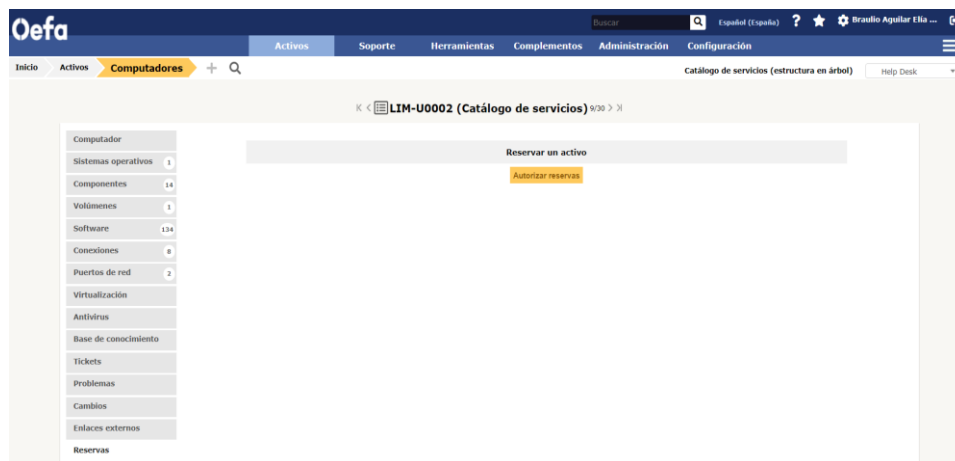 Oefa
Buscar
Español (España)
?
Braulio Aguilar Elía ...
Activos
Soporte
Herramientas
Complementos
Administración
Configuración
Inicio
Activos
Computadores
Catálogo de servicios (estructura en árbol)
Help Desk
LIM-U0002 (Catálogo de servicios) 9/30
Computador
Sistemas operativos 1
Componentes 14
Volúmenes 1
Software 134
Conexiones 8
Puertos de red 2
Virtualización
Antivirus
Base de conocimiento
Tickets
Problemas
Cambios
Enlaces externos
Reservas
Reservar un activo
Autorizar reservas